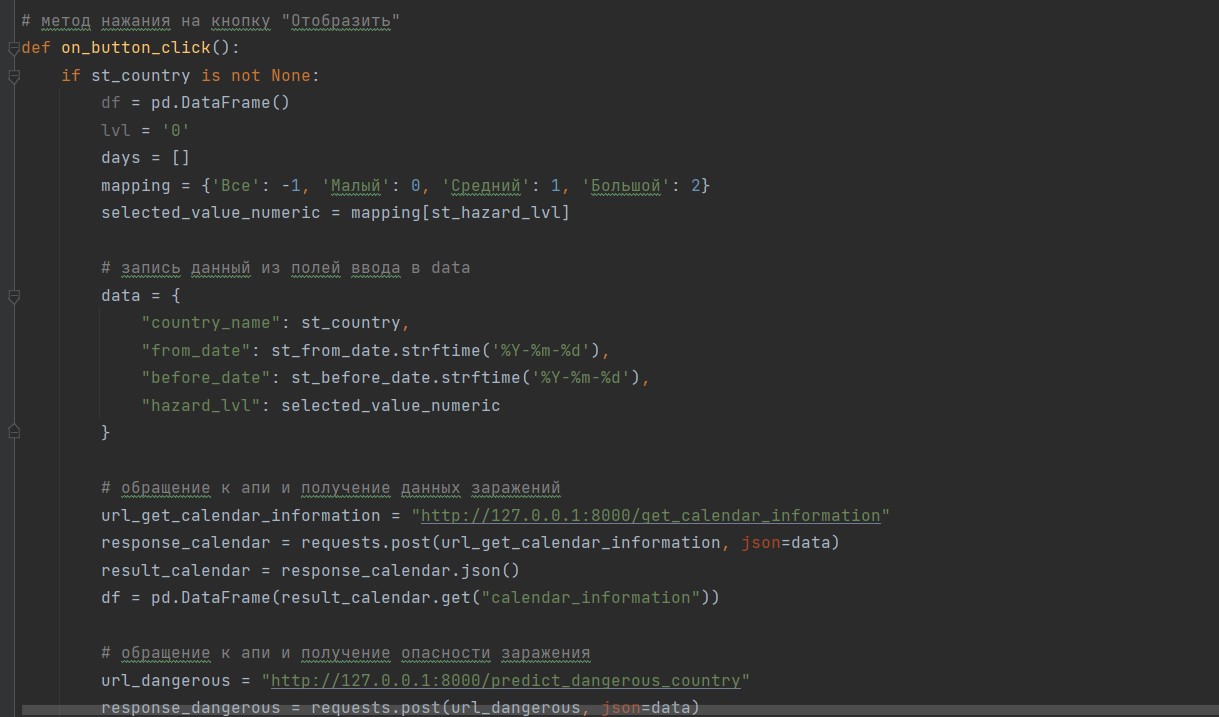 # метод нажания на кнопку "Отобразить"
def on_button_click():
    if st_country is not None:
        df = pd.DataFrame()
        lvl = '0'
        days = []
        mapping = {'Все': -1, 'Малый': 0, 'Средний': 1, 'Большой': 2}
        selected_value_numeric = mapping[st_hazard_lvl]

        # запись данный из полей ввода в data
        data = {
            "country_name": st_country,
            "from_date": st_from_date.strftime('%Y-%m-%d'),
            "before_date": st_before_date.strftime('%Y-%m-%d'),
            "hazard_lvl": selected_value_numeric
        }

        # обращение к апи и получение данных заражений
        url_get_calendar_information = "http://127.0.0.1:8000/get_calendar_information"
        response_calendar = requests.post(url_get_calendar_information, json=data)
        result_calendar = response_calendar.json()
        df = pd.DataFrame(result_calendar.get("calendar_information"))

        # обращение к апи и получение опасности заражения
        url_dangerous = "http://127.0.0.1:8000/predict_dangerous_country"
        response_dangerous = requests.post(url_dangerous, json=data)